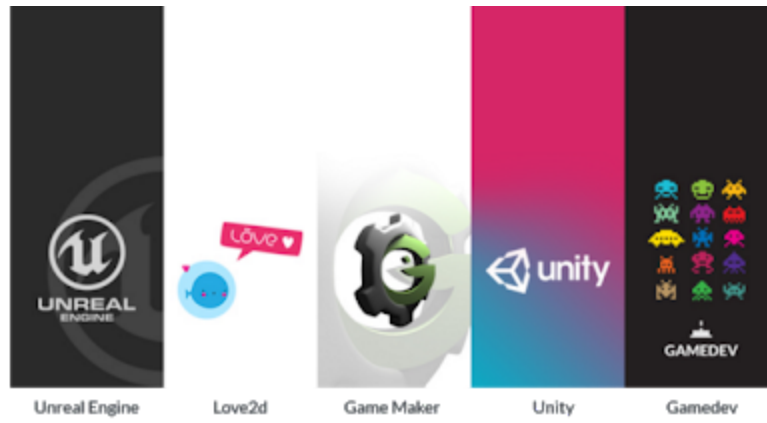 UNREAL
ENGINE
LÖVE
unity
GAMEDEV
Unreal Engine
Love2d
Game Maker
Unity
Gamedev